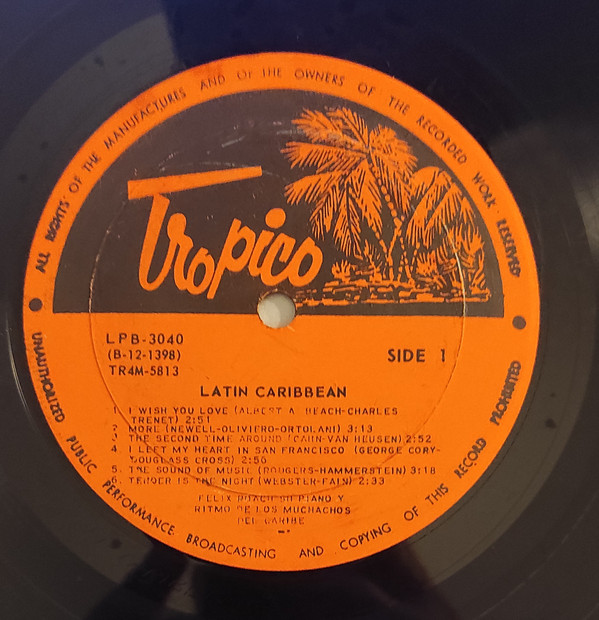 ALL RIGHTS OF THE MANUFACTURES AND OF THE OWNERS OF THE RECORDED WORK RESERVED
Tropico
LPB-3040
(B-12-1398)
TR4M-5813
SIDE 1
LATIN CARIBBEAN
1. I WISH YOU LOVE (ALBERT A. BEACH-CHARLES
TRENET) 2:51
2. MORE (NEWELL-OLIVIERO-ORTOLANI) 3:13
3. THE SECOND TIME AROUND (CAHN-VAN HEUSEN) 2:52
4. I LEFT MY HEART IN SAN FRANCISCO (GEORGE CORY-
DOUGLASS CROSS) 2:56
5. THE SOUND OF MUSIC (RODGERS-HAMMERSTEIN) 3:18
6. TENDER IS THE NIGHT (WEBSTER-FAIN) 2:33
FELIX ROACH SU PIANO Y
RITMO DE LOS MUCHACHOS
DEL CARIBE
UNAUTHORIZED PUBLIC PERFORMANCE BROADCASTING AND COPYING OF THIS RECORD PROHIBITED